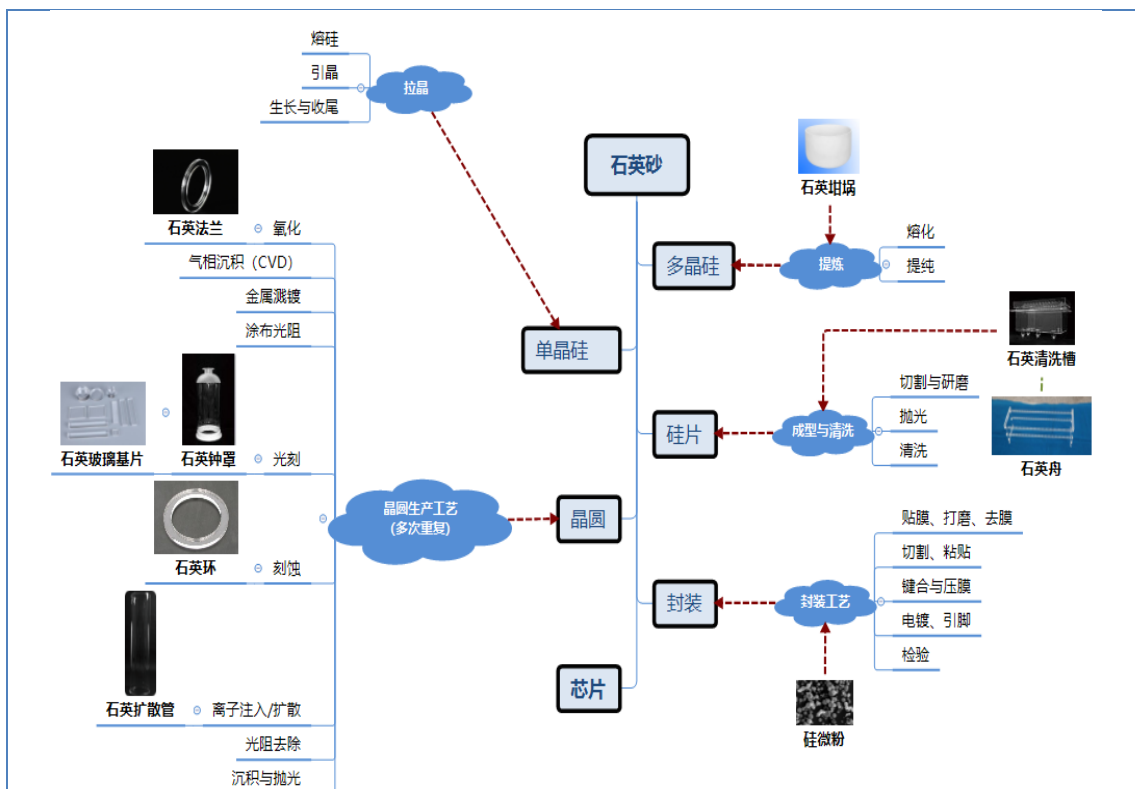 熔硅
引晶
生长与收尾
拉晶
石英砂
石英坩埚
熔化
提纯
提炼
多晶硅
石英法兰
氧化
气相沉积（CVD）
金属溅镀
涂布光阻
单晶硅
石英清洗槽
切割与研磨
抛光
清洗
成型与清洗
硅片
石英舟
石英玻璃基片
石英钟罩
光刻
晶圆生产工艺
(多次重复)
晶圆
石英环
刻蚀
贴膜、打磨、去膜
切割、粘贴
键合与压膜
电镀、引脚
检验
封装工艺
封装
硅微粉
芯片
石英扩散管
离子注入/扩散
光阻去除
沉积与抛光